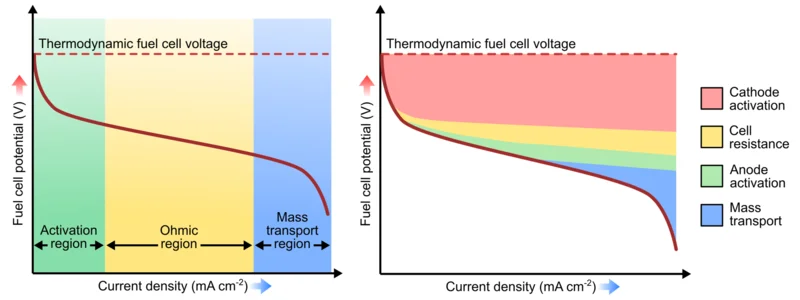 Thermodynamic fuel cell voltage
Fuel cell potential (V)
Activation
region
Ohmic
region
Mass
transport
region
Current density (mA cm⁻²)
Thermodynamic fuel cell voltage
Fuel cell potential (V)
Current density (mA cm⁻²)
Cathode
activation
Cell
resistance
Anode
activation
Mass
transport